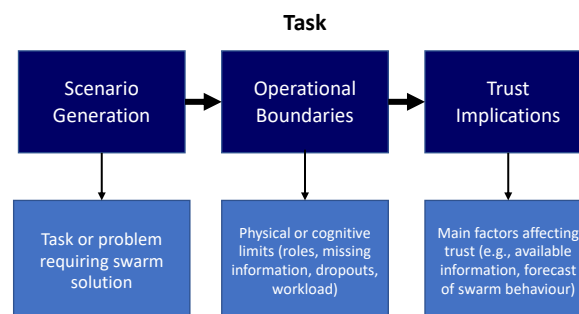 Task
Scenario
Generation
Operational
Boundaries
Trust
Implications
Task or problem
requiring swarm
solution
Physical or cognitive
limits (roles, missing
information, dropouts,
workload)
Main factors affecting
trust (e.g., available
information, forecast
of swarm behaviour)